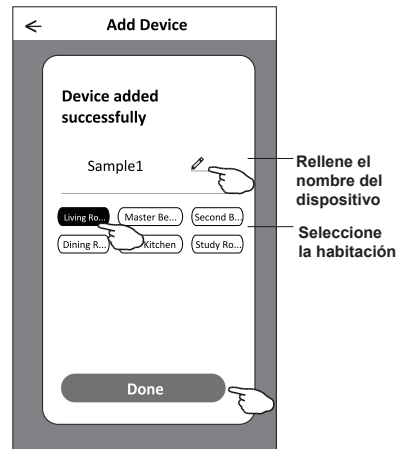 Add Device
Device added
successfully
Sample1
Living Ro...
Master Be...
Second B...
Dining R...
Kitchen
Study Ro...
Done
Rellene el
nombre del
dispositivo
Seleccione
la habitación